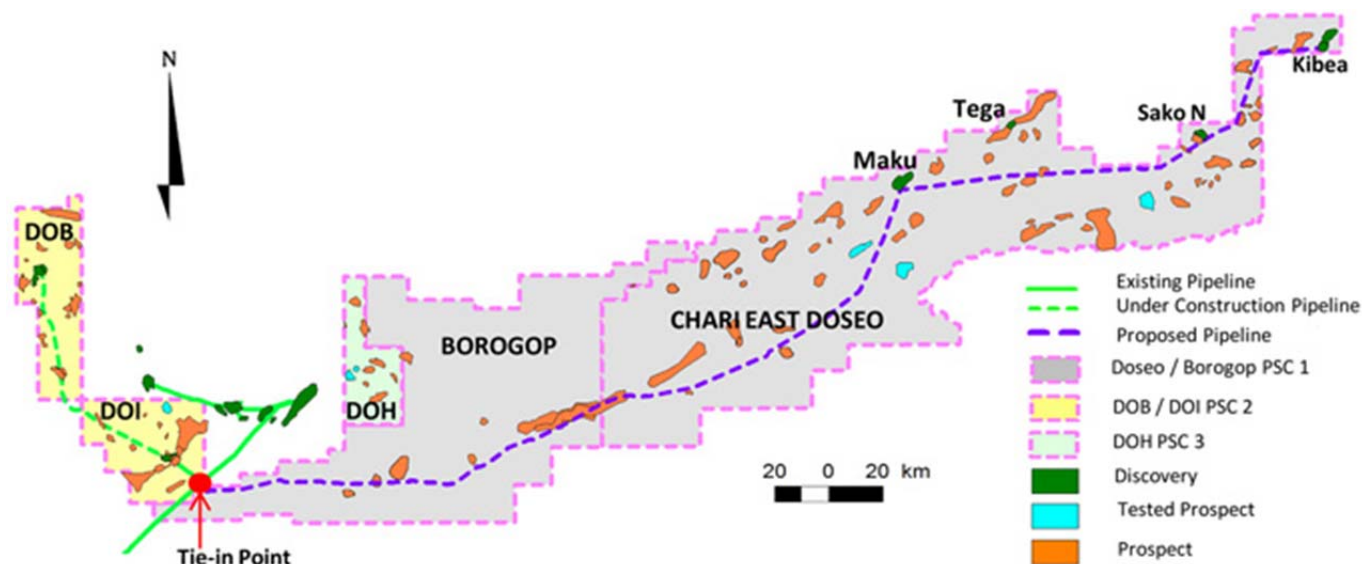 N
Kibea
Tega
Sako N
Maku
DOB
CHARI EAST DOSEO
BOROGOP
DOI
DOH
Tie-in Point
20 0 20 km
Existing Pipeline
Under Construction Pipeline
Proposed Pipeline
Doseo / Borogop PSC 1
DOB / DOI PSC 2
DOH PSC 3
Discovery
Tested Prospect
Prospect